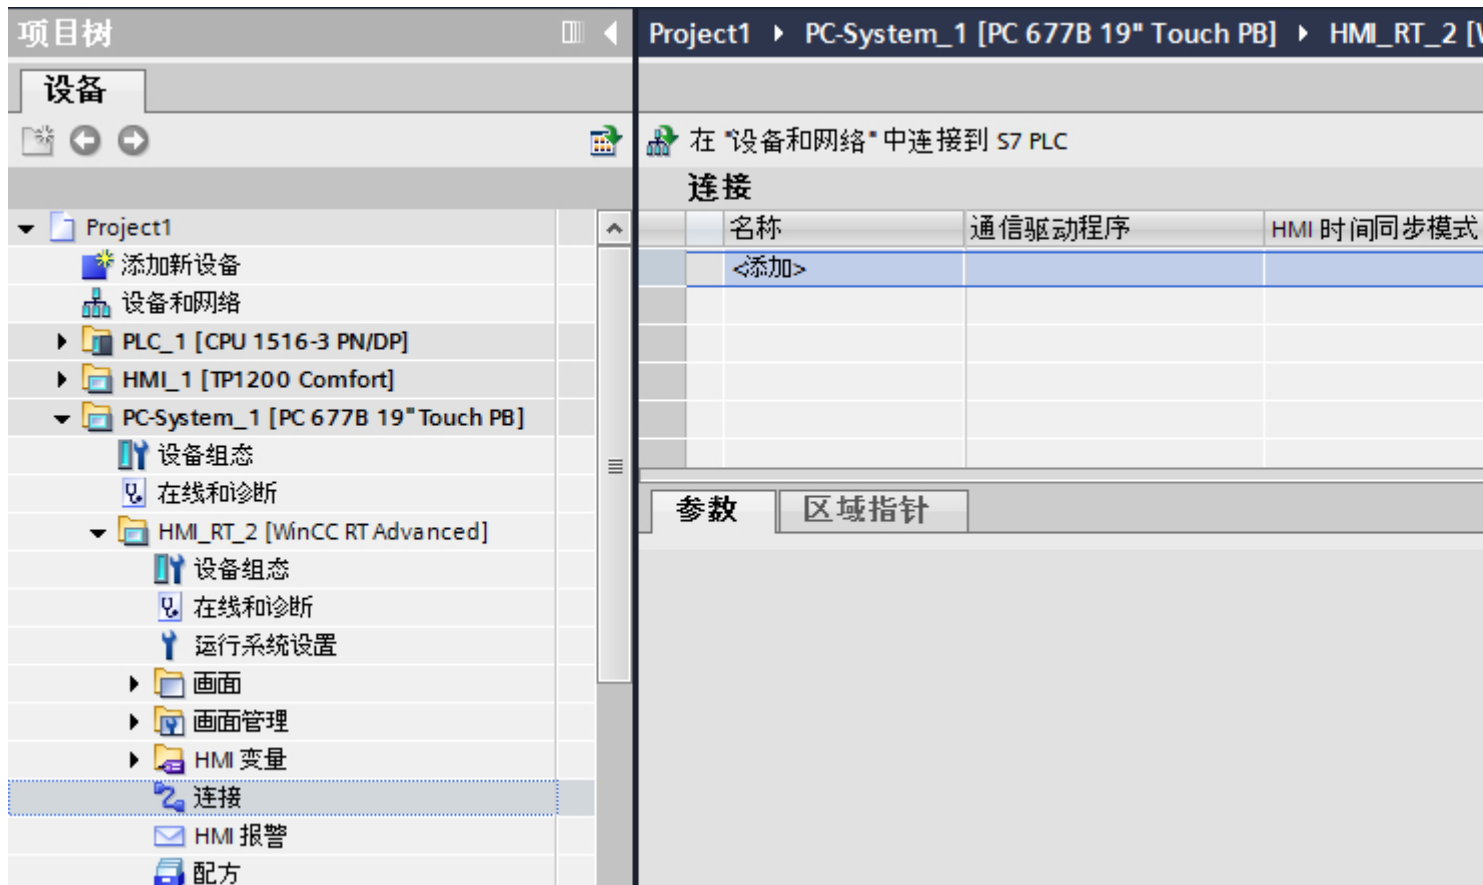 项目树
设备
Project1
添加新设备
设备和网络
PLC_1 [CPU 1516-3 PN/DP]
HMI_1 [TP1200 Comfort]
PC-System_1 [PC 677B 19" Touch PB]
设备组态
在线和诊断
HMI_RT_2 [WinCC RT Advanced]
设备组态
在线和诊断
运行系统设置
画面
画面管理
HMI 变量
连接
HMI 报警
配方
Project1 PC-System_1 [PC 677B 19" Touch PB] HMI_RT_2 [
在 "设备和网络" 中连接到 S7 PLC
连接
名称 通信驱动程序 HMI 时间同步模式
<添加>
参数 区域指针